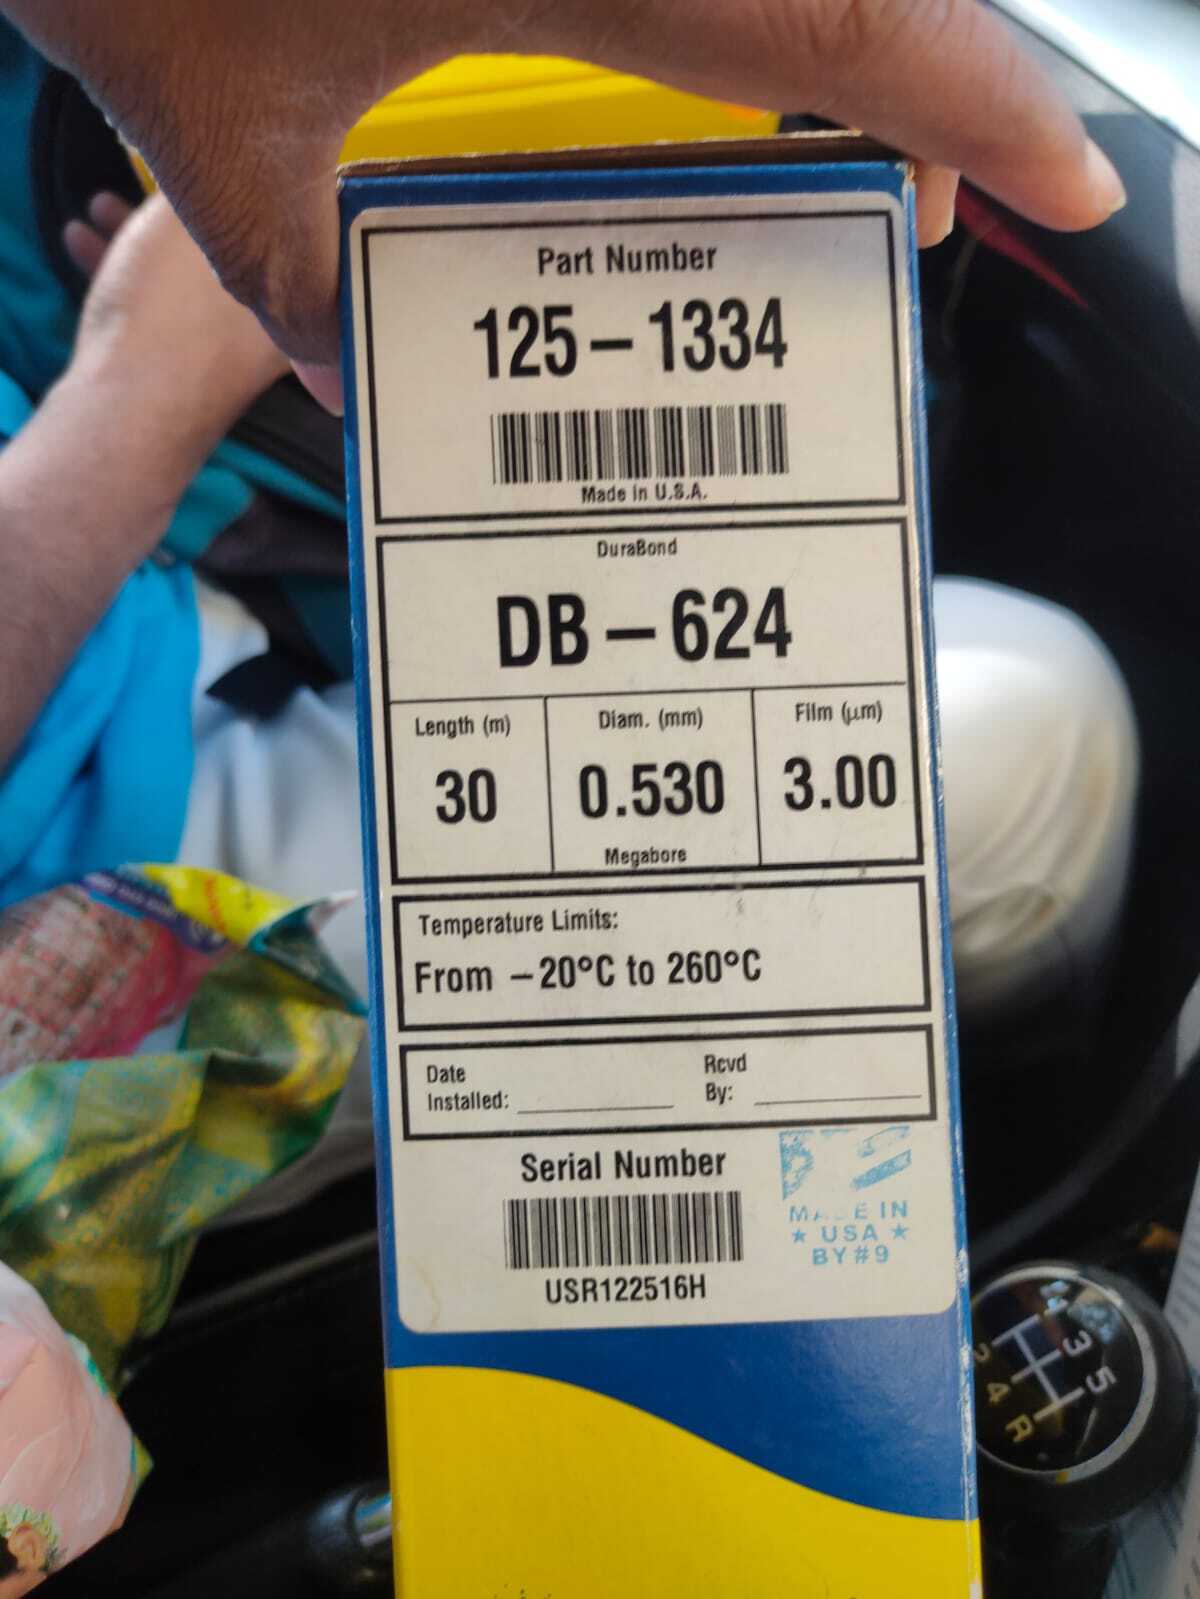 Part Number
125-1334
Made in U.S.A.
DuraBond
DB-624
Length (m)
30
Diam. (mm)
0.530
Megabore
Film (µm)
3.00
Temperature Limits:
From -20°C to 260°C
Date
Installed:
Rcvd
By:
Serial Number
USR122516H
IN
★ USA ★
BY#9
3 5
2 4 R